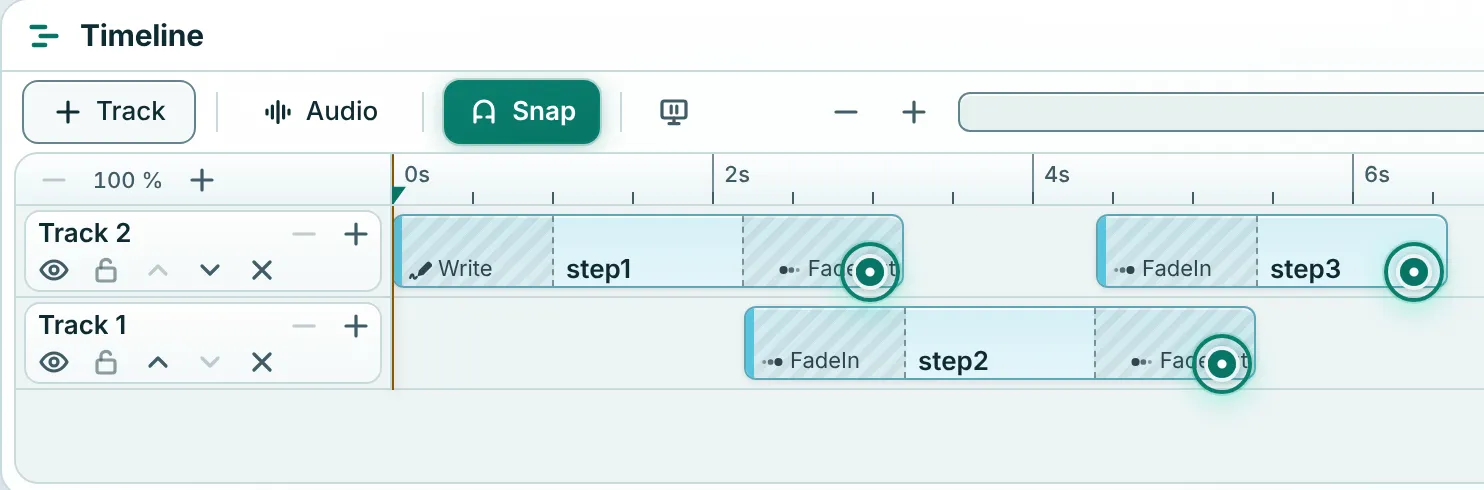 Timeline
Track Audio Snap
100 % 0s 2s 4s 6s
Track 2
Write step1 FadeIn step3
Track 1
FadeIn step2